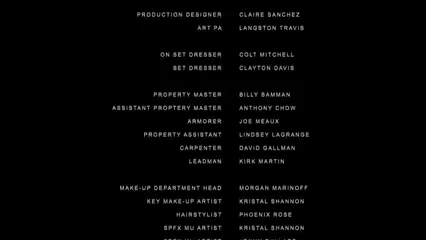 PRODUCTION DESIGNER CLAIRE SANCHEZ
ART PA LANGSTON TRAVIS
ON SET DRESSER COLT MITCHELL
SET DRESSER CLAYTON DAVIS
PROPERTY MASTER BILLY SAMMAN
ASSISTANT PROPTERY MASTER ANTHONY CHOW
ARMORER JOE MEAUX
PROPERTY ASSISTANT LINDSEY LAGRANGE
CARPENTER DAVID GALLMAN
LEADMAN KIRK MARTIN
MAKE-UP DEPARTMENT HEAD MORGAN MARINOFF
KEY MAKE-UP ARTIST KRISTAL SHANNON
HAIRSTYLIST PHOENIX ROSE
SPFX MU ARTIST KRISTAL SHANNON
SPFX MU ARTIST